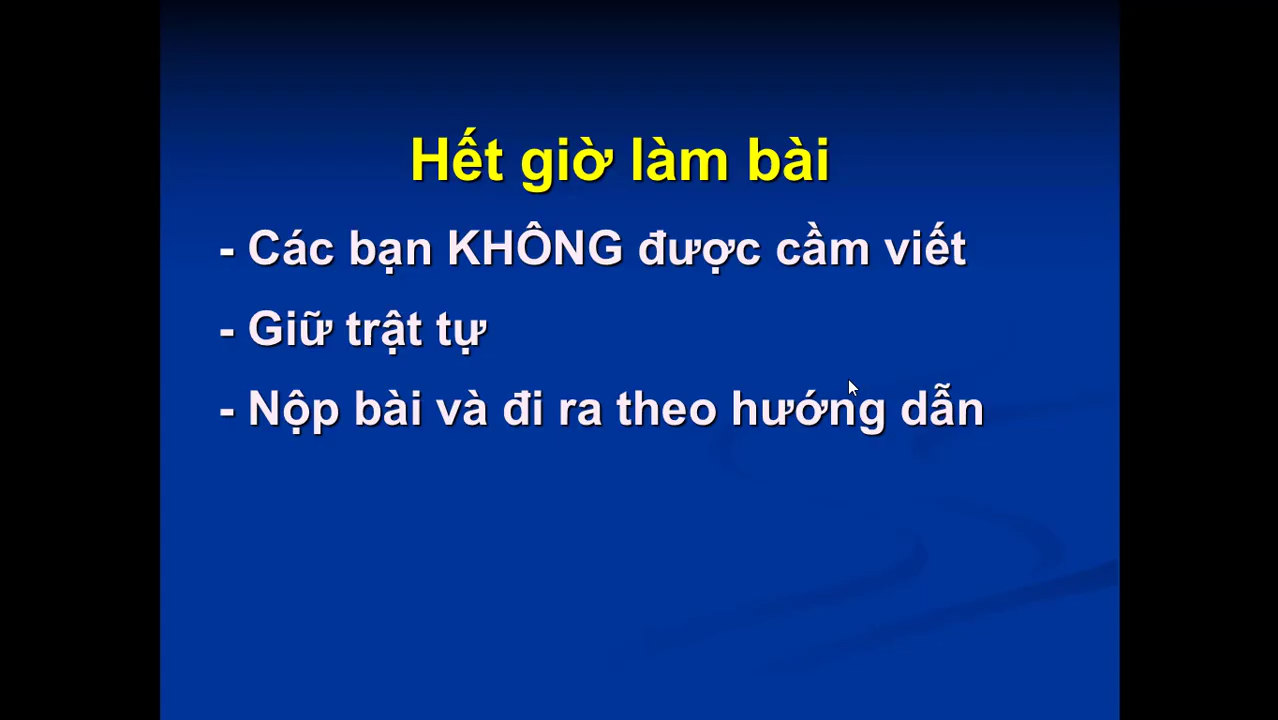 Hết giờ làm bài
- Các bạn KHÔNG được cầm viết
- Giữ trật tự
- Nộp bài và đi ra theo hướng dẫn